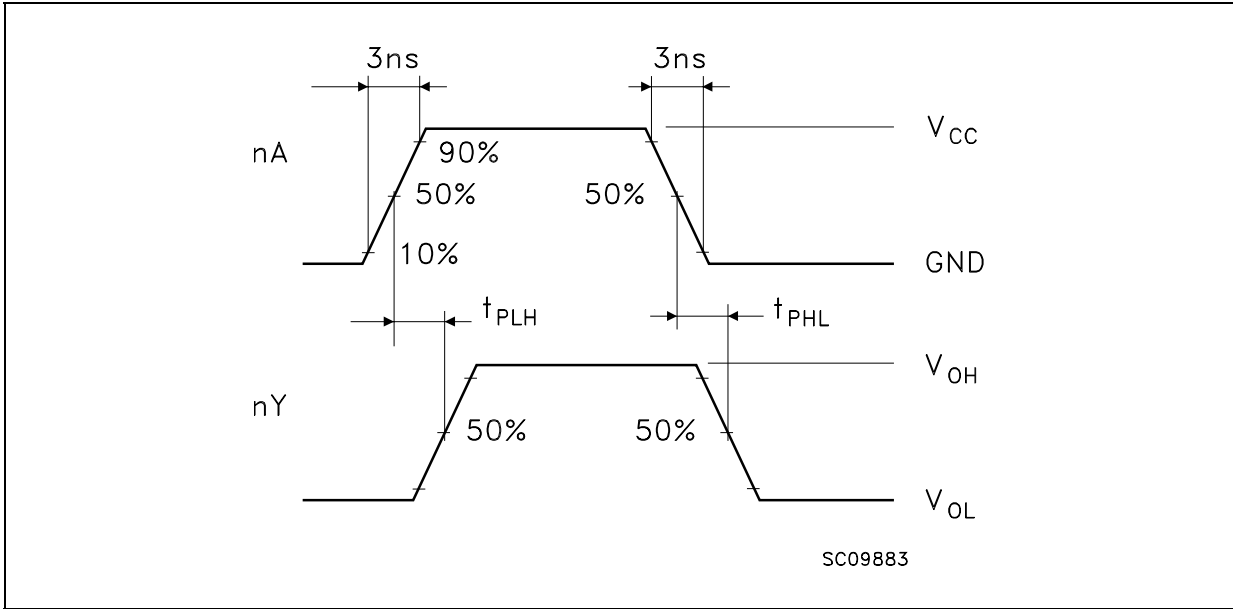 3ns 3ns
V_CC
nA
90%
50% 50%
10%
GND
t_PLH t_PHL
V_OH
nY
50% 50%
V_OL
SC09883